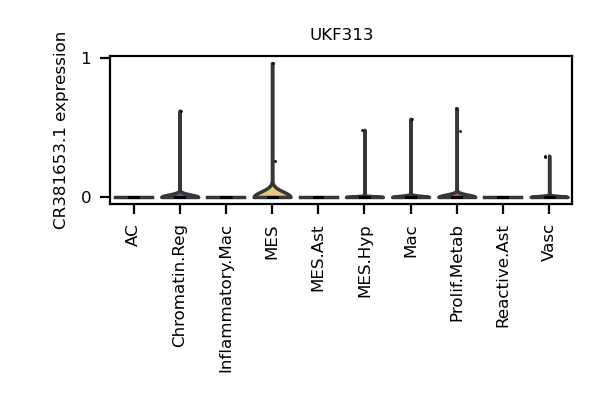 UKF313
CR381653.1 expression
1
0
AC
Chromatin.Reg
Inflammatory.Mac
MES
MES.Ast
MES.Hyp
Mac
Prolif.Metab
Reactive.Ast
Vasc